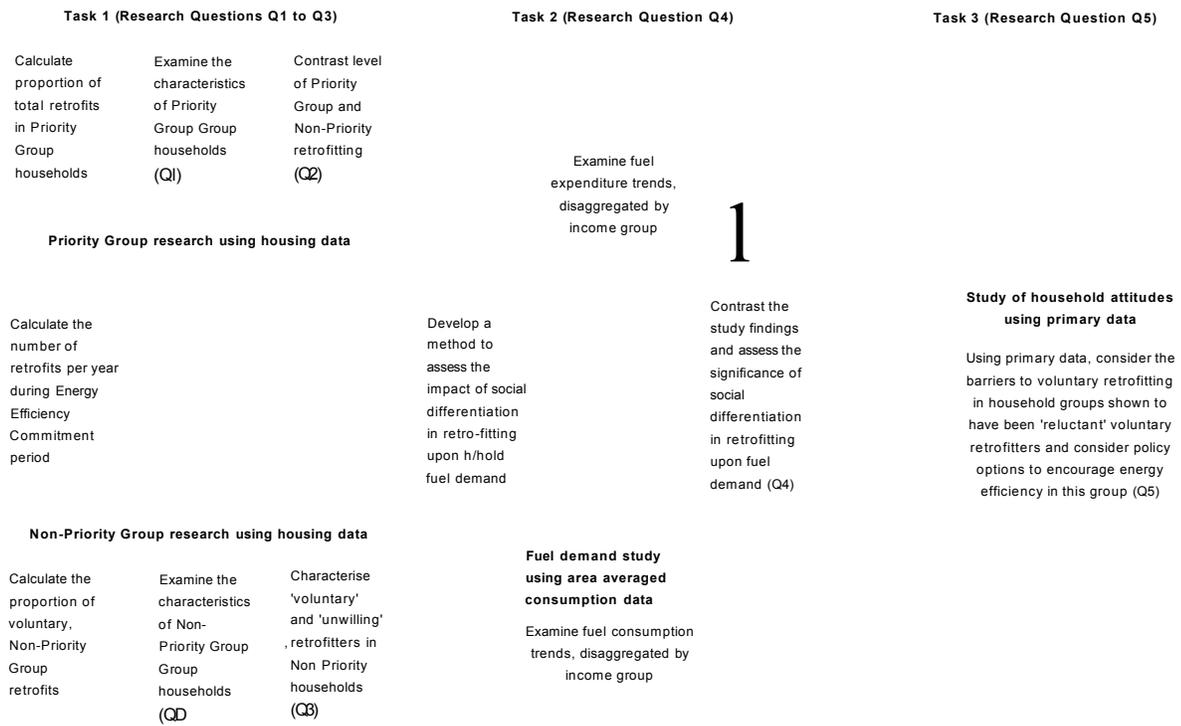 Task 1 (Research Questions Q1 to Q3)
Calculate
proportion of
total retrofits
in Priority
Group
households
Examine the
characteristics
of Priority
Group Group
households
(QI)
Contrast level
of Priority
Group and
Non-Priority
retrofitting
(Q2)
Priority Group research using housing data
Calculate the
number of
retrofits per year
during Energy
Efficiency
Commitment
period
Non-Priority Group research using housing data
Calculate the
proportion of
voluntary,
Non-Priority
Group
retrofits
Examine the
characteristics
of Non-
Priority Group
Group
households
(QD
Characterise
'voluntary'
and 'unwilling'
, retrofitters in
Non Priority
households
(Q3)
Task 2 (Research Question Q4)
Examine fuel
expenditure trends,
disaggregated by
income group
1
Develop a
method to
assess the
impact of social
differentiation
in retro-fitting
upon h/hold
fuel demand
Contrast the
study findings
and assess the
significance of
social
differentiation
in retrofitting
upon fuel
demand (Q4)
Fuel demand study
using area averaged
consumption data
Examine fuel consumption
trends, disaggregated by
income group
Task 3 (Research Question Q5)
Study of household attitudes
using primary data
Using primary data, consider the
barriers to voluntary retrofitting
in household groups shown to
have been 'reluctant' voluntary
retrofitters and consider policy
options to encourage energy
efficiency in this group (Q5)